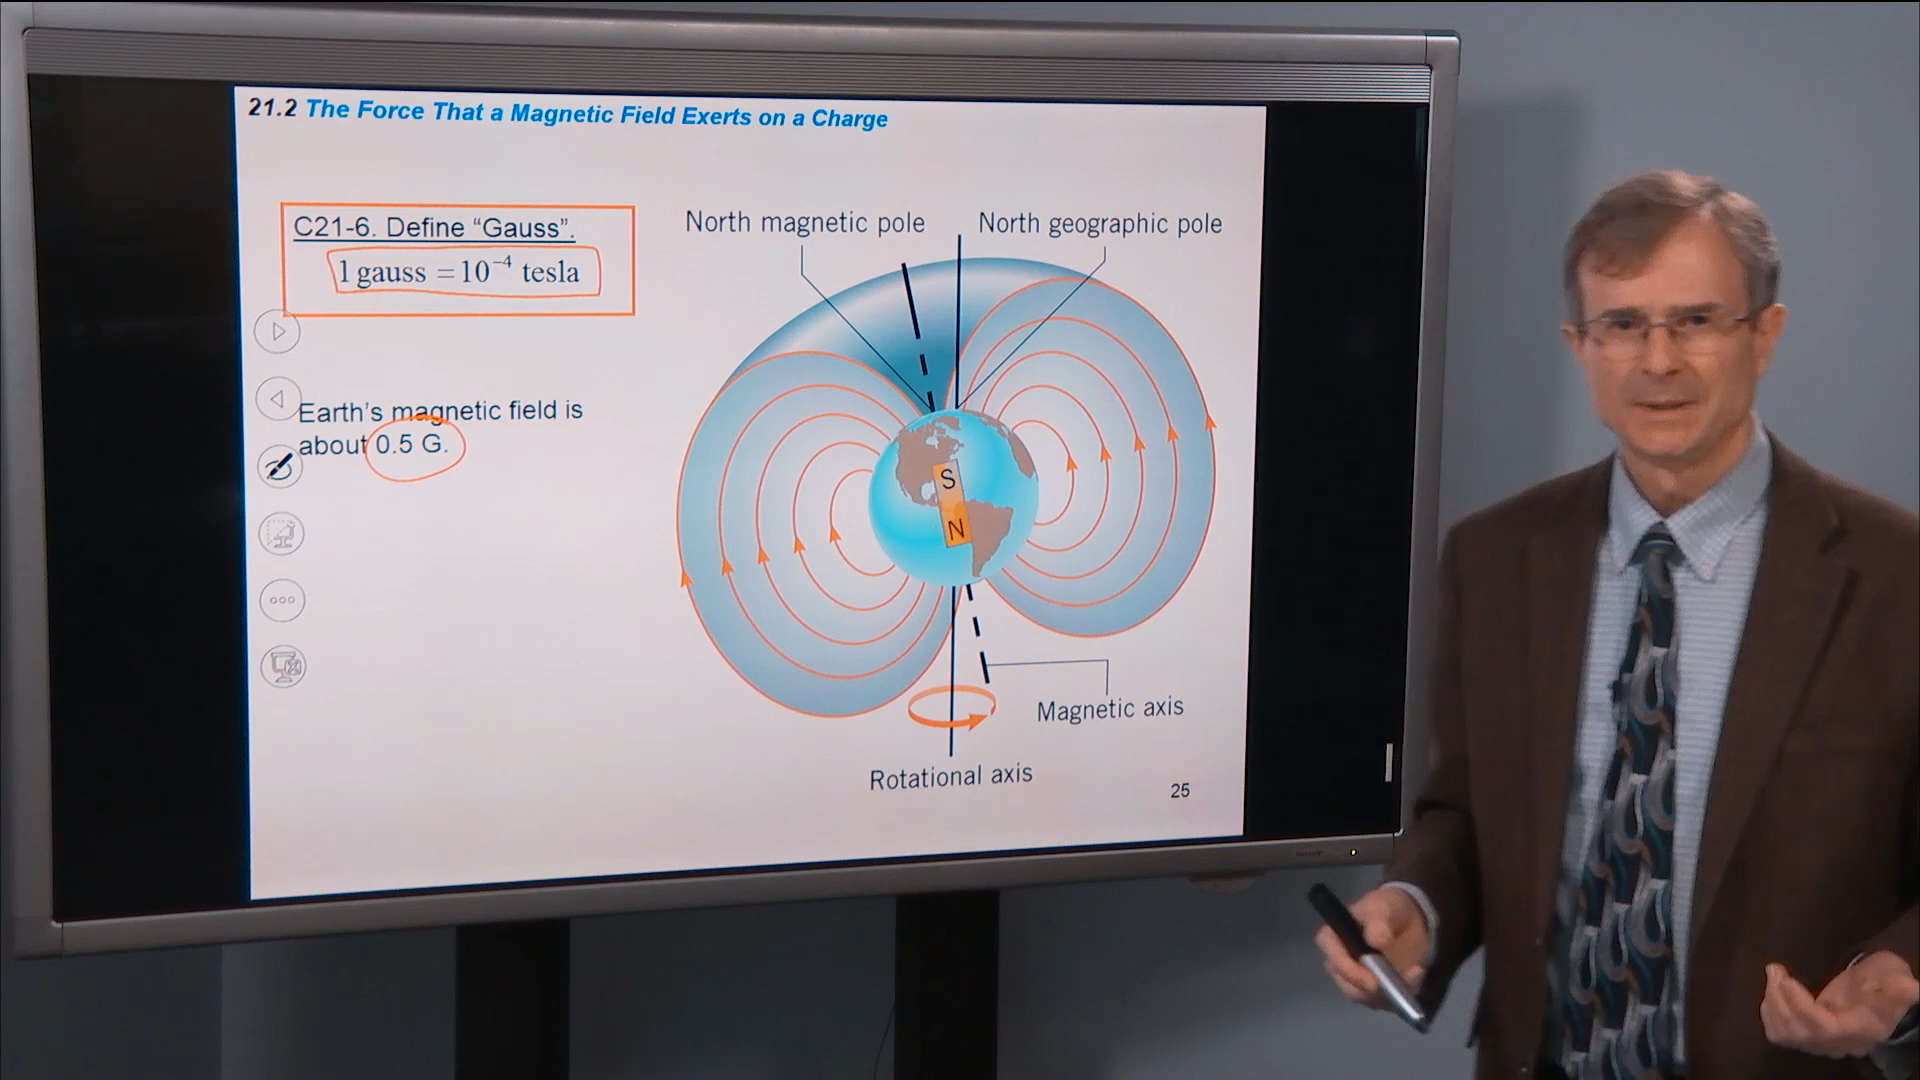 21.2 The Force That a Magnetic Field Exerts on a Charge
C21-6. Define “Gauss”.
1 gauss = 10⁻⁴ tesla
Earth's magnetic field is
about 0.5 G.
North magnetic pole
North geographic pole
S
N
Magnetic axis
Rotational axis
25